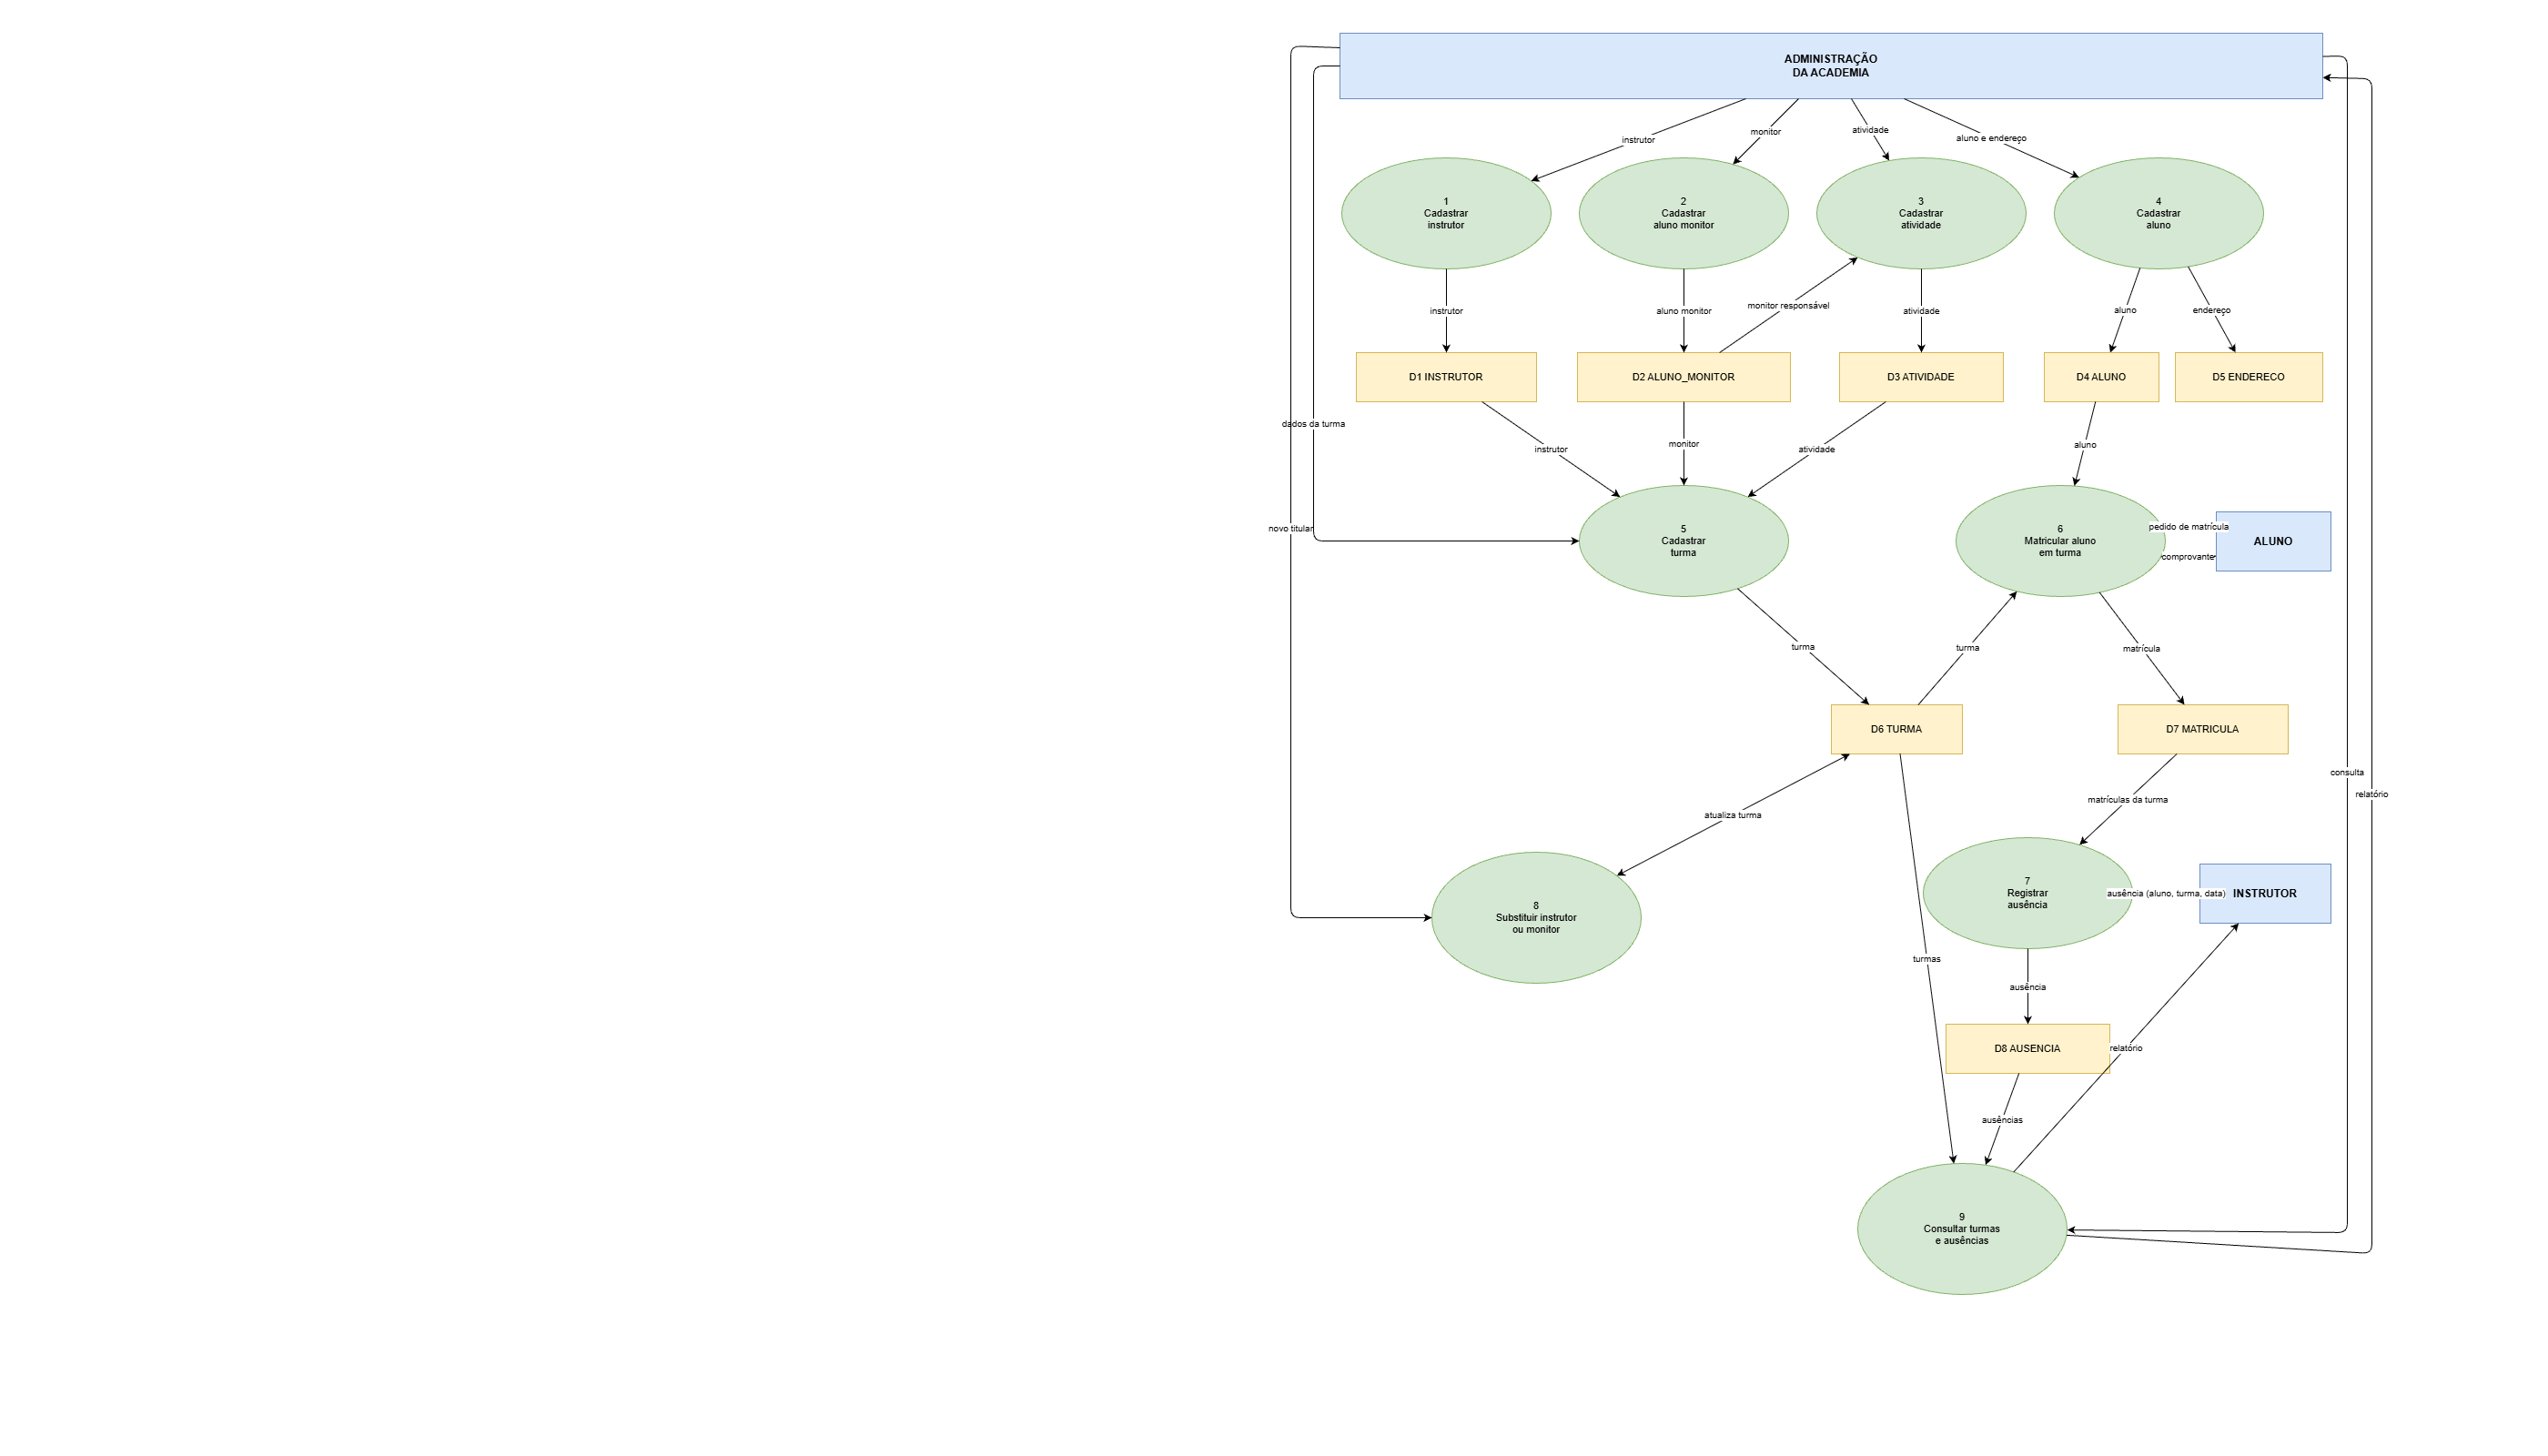 ADMINISTRAÇÃO
DA ACADEMIA
instrutor
monitor
atividade
aluno e endereço
1
Cadastrar
instrutor
2
Cadastrar
aluno monitor
3
Cadastrar
atividade
4
Cadastrar
aluno
instrutor
aluno monitor
monitor responsável
atividade
aluno
endereço
D1 INSTRUTOR
D2 ALUNO_MONITOR
D3 ATIVIDADE
D4 ALUNO
D5 ENDERECO
dados da turma
instrutor
monitor
atividade
aluno
novo titular
5
Cadastrar
turma
6
Matricular aluno
em turma
pedido de matrícula
comprovante
ALUNO
turma
turma
matrícula
D6 TURMA
D7 MATRICULA
consulta
relatório
atualiza turma
matrículas da turma
8
Substituir instrutor
ou monitor
7
Registrar
ausência
ausência (aluno, turma, data)
INSTRUTOR
turmas
ausência
D8 AUSENCIA
relatório
ausências
9
Consultar turmas
e ausências